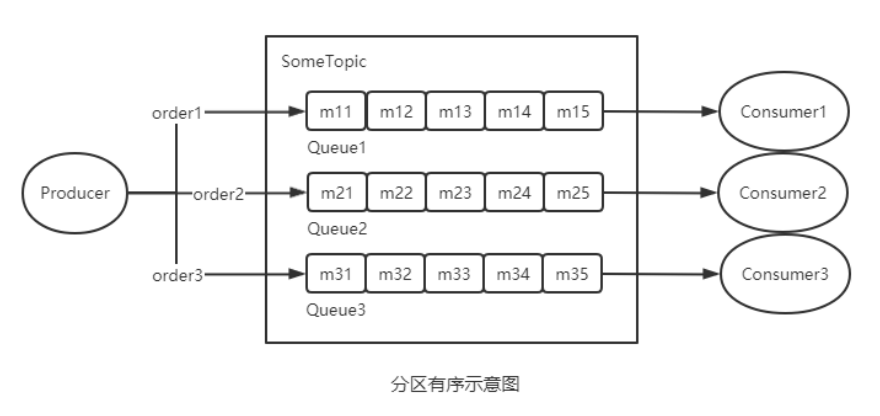 SomeTopic
order1 m11 m12 m13 m14 m15 Consumer1
Queue1
Producer order2 m21 m22 m23 m24 m25 Consumer2
Queue2
order3 m31 m32 m33 m34 m35 Consumer3
Queue3
分区有序示意图